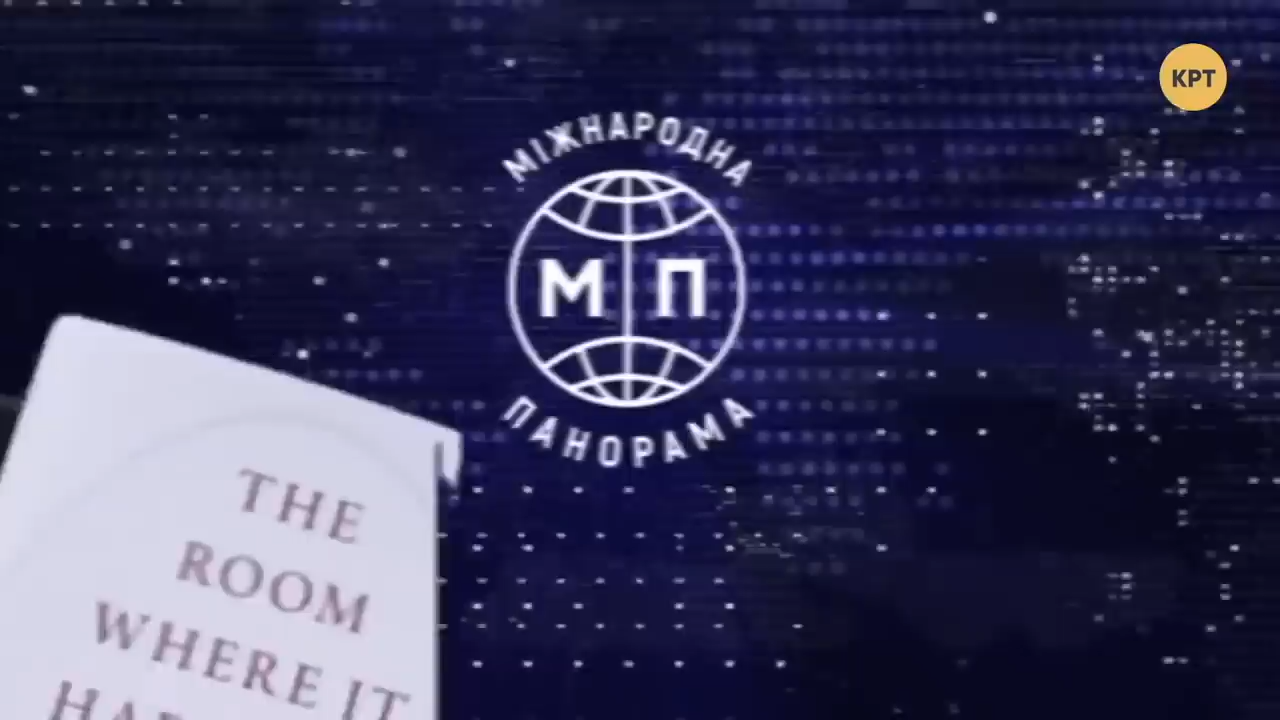 КРТ
МІЖНАРОДНА
М П
ПАНОРАМА
THE
ROOM
WHERE IT